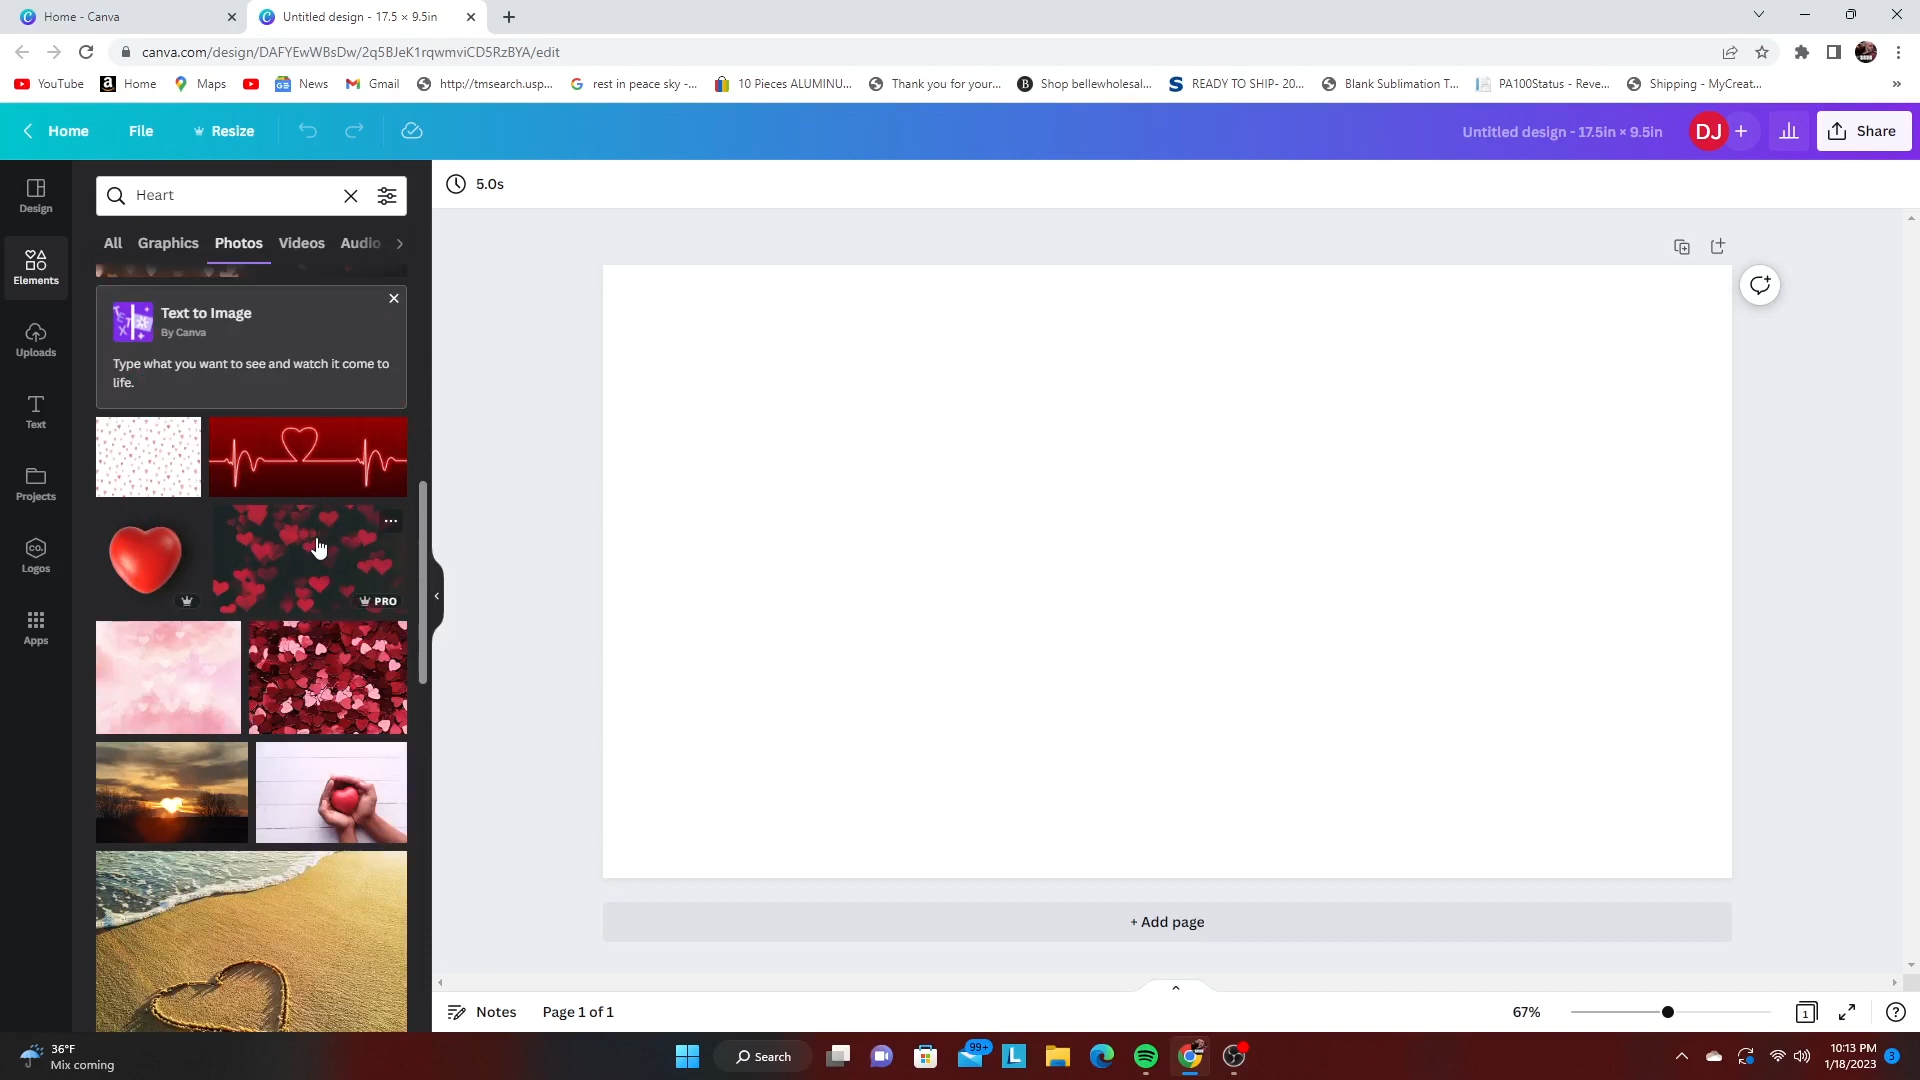 Home - Canva
Untitled design - 17.5 × 9.5in
canva.com/design/DAFYEwWBsDw/2q5BJeK1rqwmviCD5RzBYA/edit
YouTube
Home
Maps
News
Gmail
http://tmsearch.usp...
rest in peace sky -...
10 Pieces ALUMINU...
Thank you for your...
Shop bellewholesal...
READY TO SHIP- 20...
Blank Sublimation T...
PA100Status - Reve...
Shipping - MyCreat...
Home
File
Resize
Untitled design - 17.5in × 9.5in
DJ
Share
Design
Elements
Uploads
Text
Projects
CO.
Logos
Apps
Heart
All
Graphics
Photos
Videos
Audio
Text to Image
By Canva
Type what you want to see and watch it come to
life.
PRO
5.0s
+ Add page
Notes
Page 1 of 1
67%
1
36°F
Mix coming
Search
99+
L
10:13 PM
1/18/2023
3